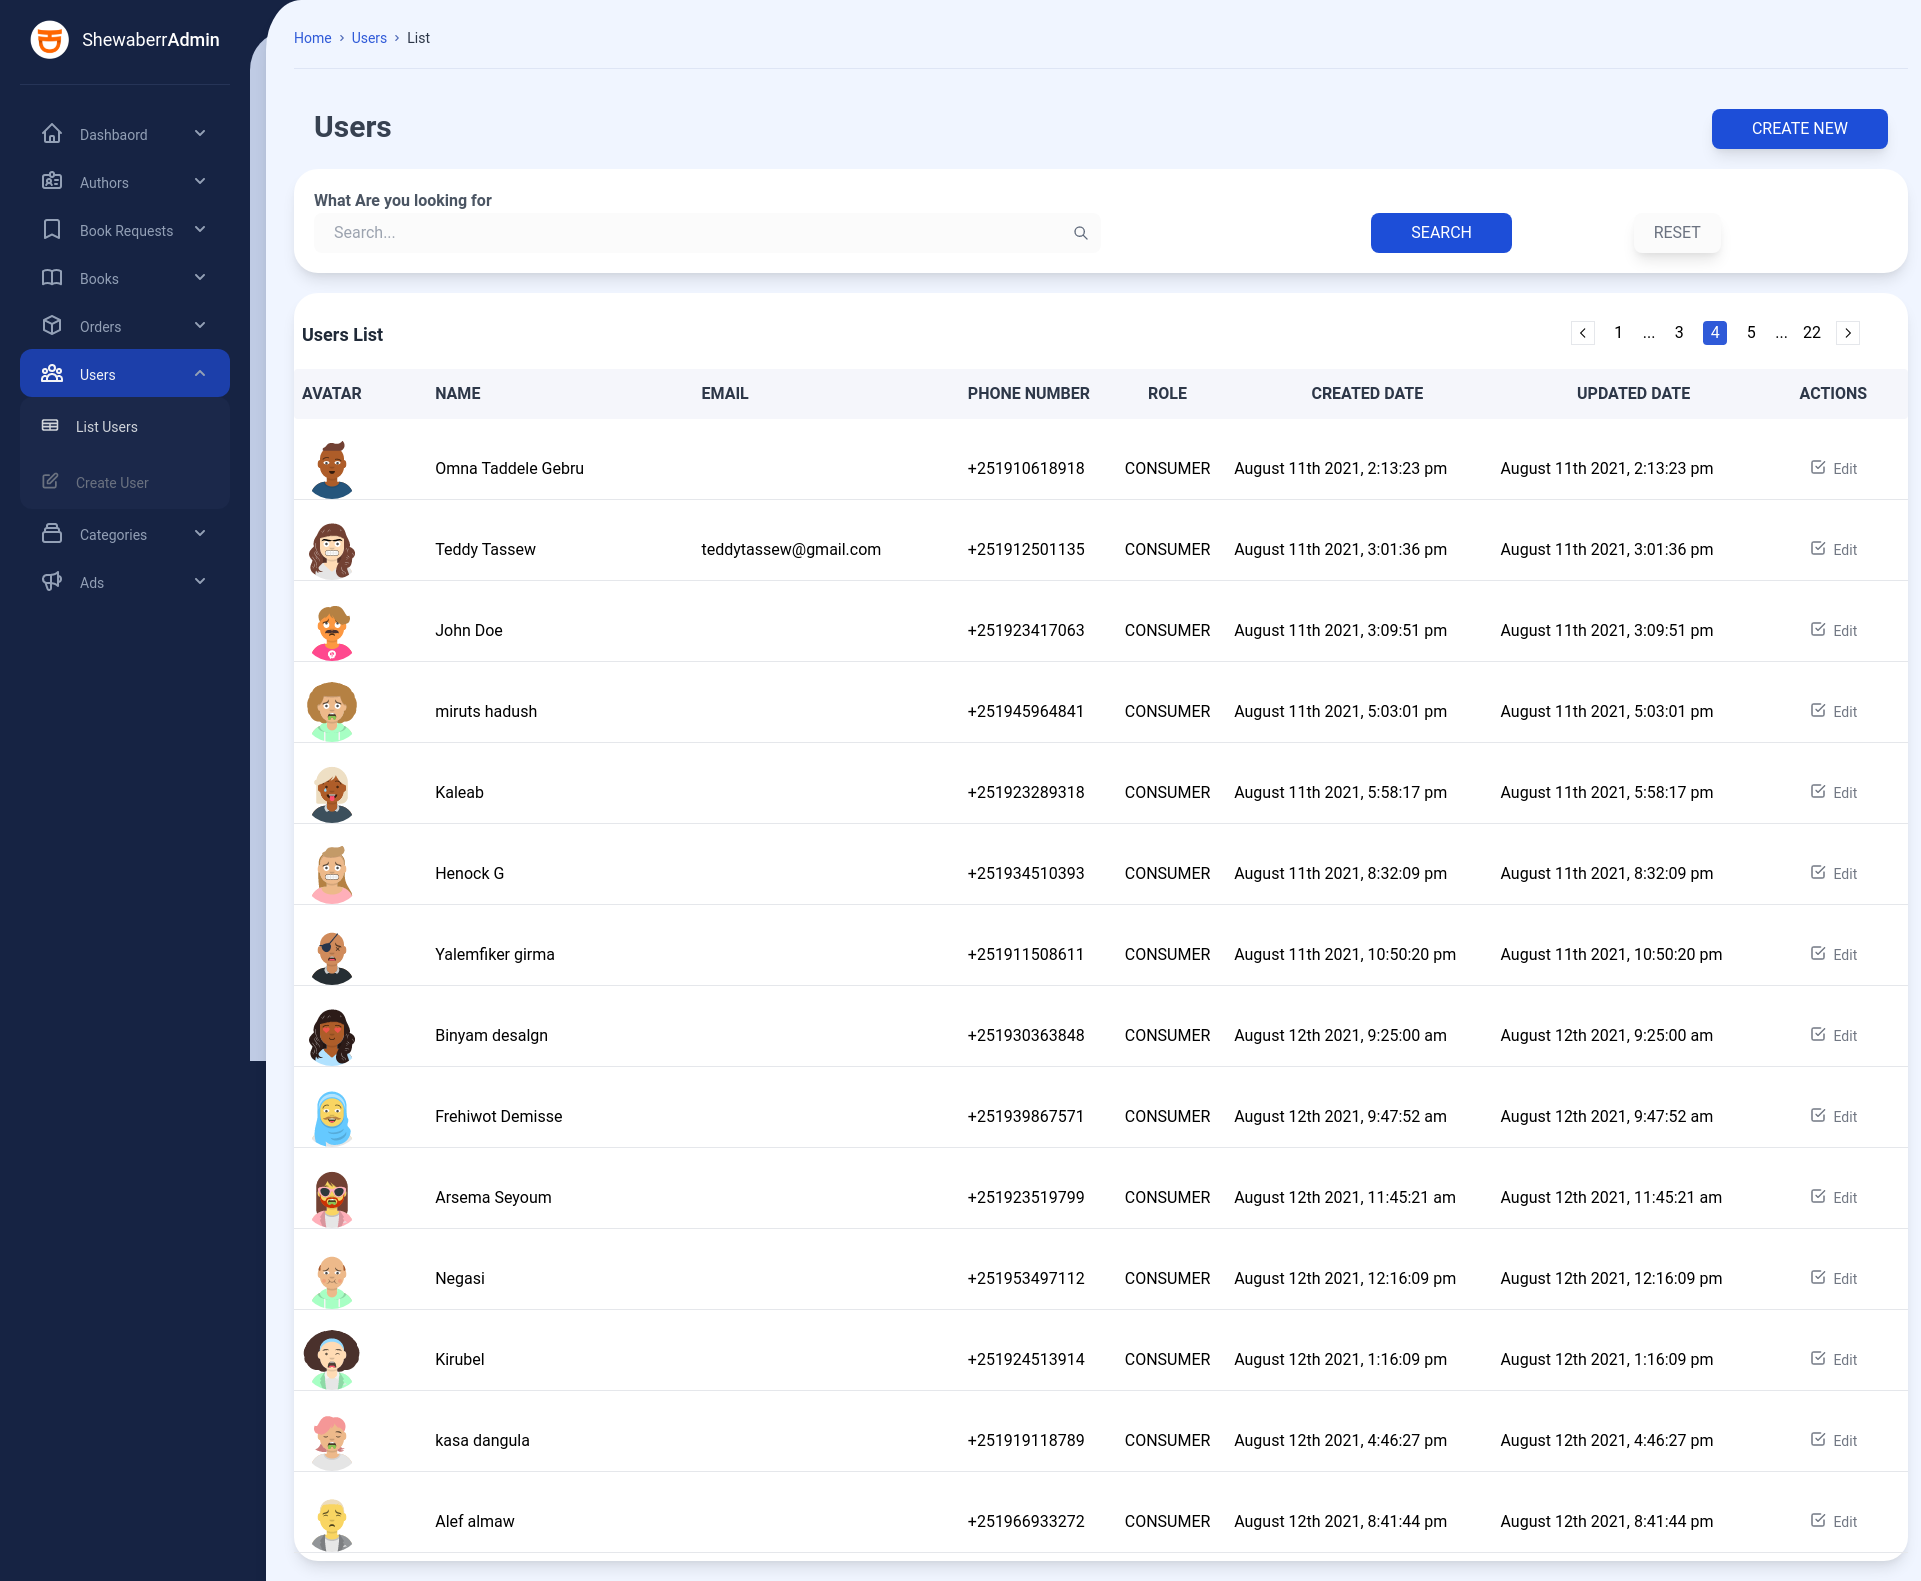 ShewaberrAdmin
Dashbaord
Authors
Book Requests
Books
Orders
Users
List Users
Create User
Categories
Ads
Home › Users › List
Users
CREATE NEW
What Are you looking for
Search...
SEARCH
RESET
Users List
1 ... 3 4 5 ... 22
AVATAR NAME EMAIL PHONE NUMBER ROLE CREATED DATE UPDATED DATE ACTIONS
Omna Taddele Gebru +251910618918 CONSUMER August 11th 2021, 2:13:23 pm August 11th 2021, 2:13:23 pm Edit
Teddy Tassew teddytassew@gmail.com +251912501135 CONSUMER August 11th 2021, 3:01:36 pm August 11th 2021, 3:01:36 pm Edit
John Doe +251923417063 CONSUMER August 11th 2021, 3:09:51 pm August 11th 2021, 3:09:51 pm Edit
miruts hadush +251945964841 CONSUMER August 11th 2021, 5:03:01 pm August 11th 2021, 5:03:01 pm Edit
Kaleab +251923289318 CONSUMER August 11th 2021, 5:58:17 pm August 11th 2021, 5:58:17 pm Edit
Henock G +251934510393 CONSUMER August 11th 2021, 8:32:09 pm August 11th 2021, 8:32:09 pm Edit
Yalemfiker girma +251911508611 CONSUMER August 11th 2021, 10:50:20 pm August 11th 2021, 10:50:20 pm Edit
Binyam desalgn +251930363848 CONSUMER August 12th 2021, 9:25:00 am August 12th 2021, 9:25:00 am Edit
Frehiwot Demisse +251939867571 CONSUMER August 12th 2021, 9:47:52 am August 12th 2021, 9:47:52 am Edit
Arsema Seyoum +251923519799 CONSUMER August 12th 2021, 11:45:21 am August 12th 2021, 11:45:21 am Edit
Negasi +251953497112 CONSUMER August 12th 2021, 12:16:09 pm August 12th 2021, 12:16:09 pm Edit
Kirubel +251924513914 CONSUMER August 12th 2021, 1:16:09 pm August 12th 2021, 1:16:09 pm Edit
kasa dangula +251919118789 CONSUMER August 12th 2021, 4:46:27 pm August 12th 2021, 4:46:27 pm Edit
Alef almaw +251966933272 CONSUMER August 12th 2021, 8:41:44 pm August 12th 2021, 8:41:44 pm Edit